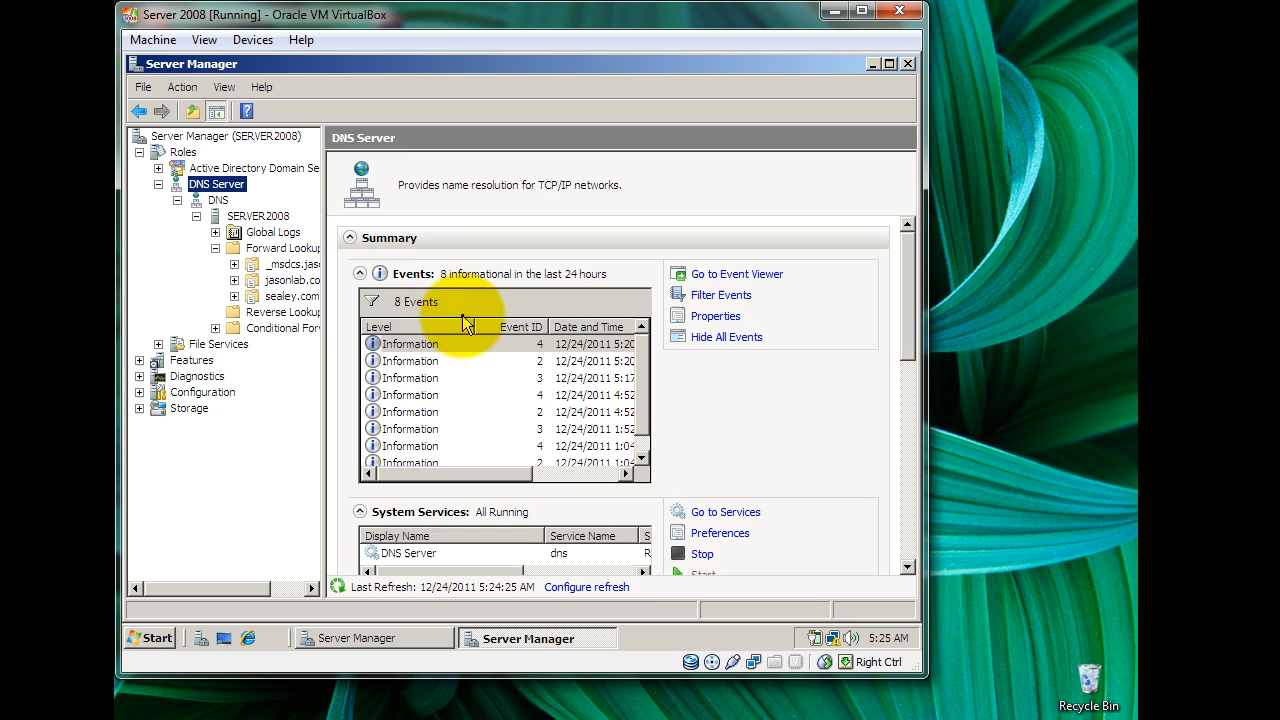 Server 2008 [Running] - Oracle VM VirtualBox
Machine View Devices Help
Server Manager
File Action View Help
Server Manager (SERVER2008)
Roles
Active Directory Domain Se
DNS Server
DNS
SERVER2008
Global Logs
Forward Lookup
_msdcs.jaso
jasonlab.co
sealey.com
Reverse Lookup
Conditional For
File Services
Features
Diagnostics
Configuration
Storage
DNS Server
Provides name resolution for TCP/IP networks.
Summary
Events: 8 informational in the last 24 hours
8 Events
Level Event ID Date and Time
Information 4 12/24/2011 5:20
Information 2 12/24/2011 5:20
Information 3 12/24/2011 5:17
Information 4 12/24/2011 4:52
Information 2 12/24/2011 4:52
Information 3 12/24/2011 1:52
Information 4 12/24/2011 1:04
Information 2 12/24/2011 1:04
Go to Event Viewer
Filter Events
Properties
Hide All Events
System Services: All Running
Display Name Service Name S
DNS Server dns R
Go to Services
Preferences
Stop
Start
Last Refresh: 12/24/2011 5:24:25 AM Configure refresh
Start Server Manager Server Manager 5:25 AM
Right Ctrl
Recycle Bin